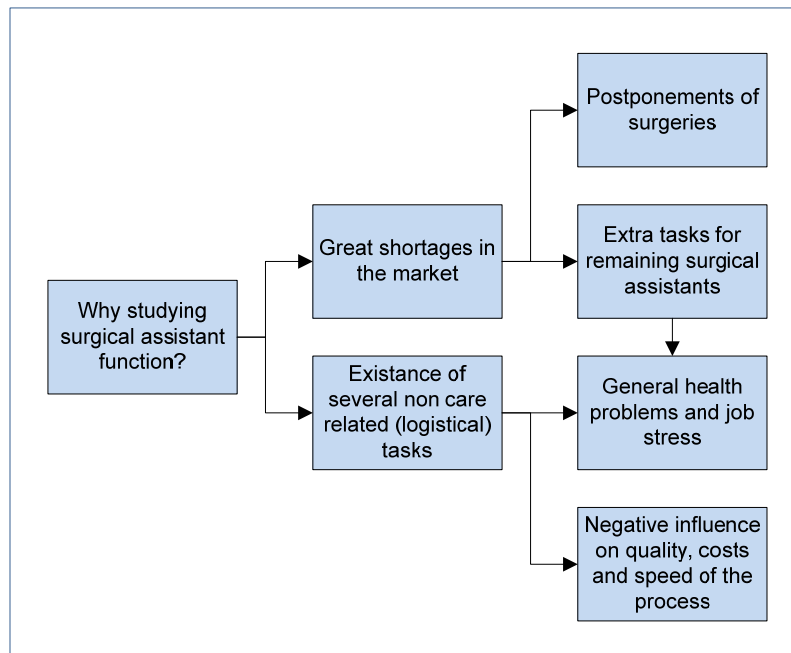 Postponements of
surgeries
Great shortages in
the market
Extra tasks for
remaining surgical
assistants
Why studying
surgical assistant
function?
Existance of
several non care
related (logistical)
tasks
General health
problems and job
stress
Negative influence
on quality, costs
and speed of the
process